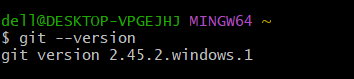 dell@DESKTOP-VPGEJHJ MINGW64 ~
$ git --version
git version 2.45.2.windows.1